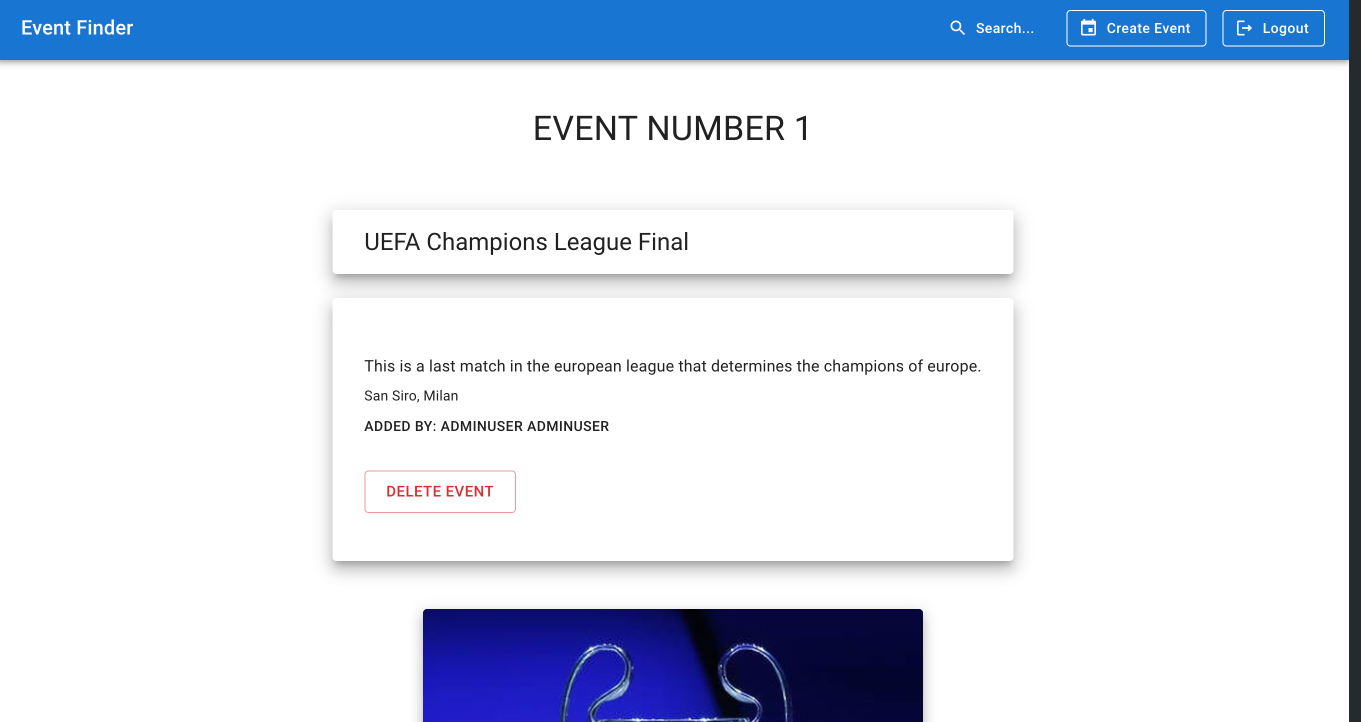 Event Finder
Search...
Create Event
Logout
EVENT NUMBER 1
UEFA Champions League Final
This is a last match in the european league that determines the champions of europe.
San Siro, Milan
ADDED BY: ADMINUSER ADMINUSER
DELETE EVENT